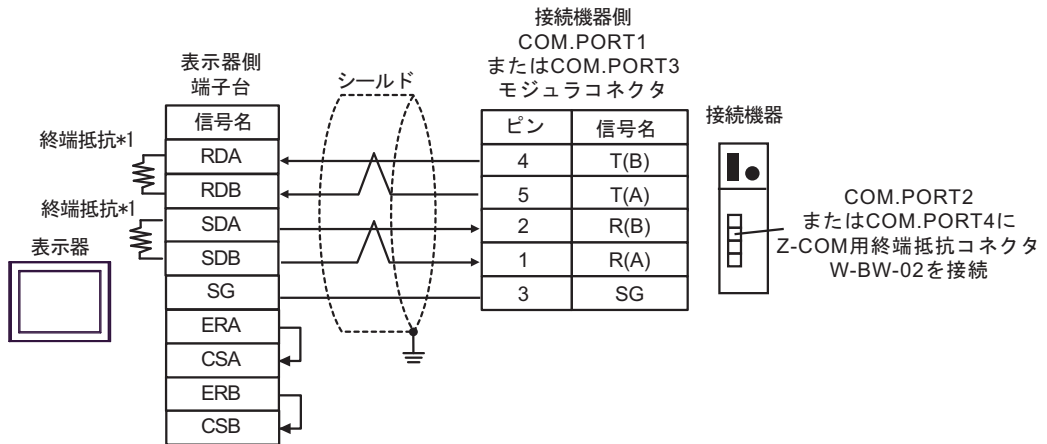 接続機器側
COM.PORT1
またはCOM.PORT3
モジュラコネクタ
表示器側
端子台
シールド
接続機器
信号名
ピン 信号名
終端抵抗*1
RDA
4 T(B)
RDB
5 T(A)
終端抵抗*1
SDA
2 R(B)
SDB
1 R(A)
SG
3 SG
ERA
CSA
ERB
CSB
表示器
COM.PORT2
またはCOM.PORT4に
Z-COM用終端抵抗コネクタ
W-BW-02を接続